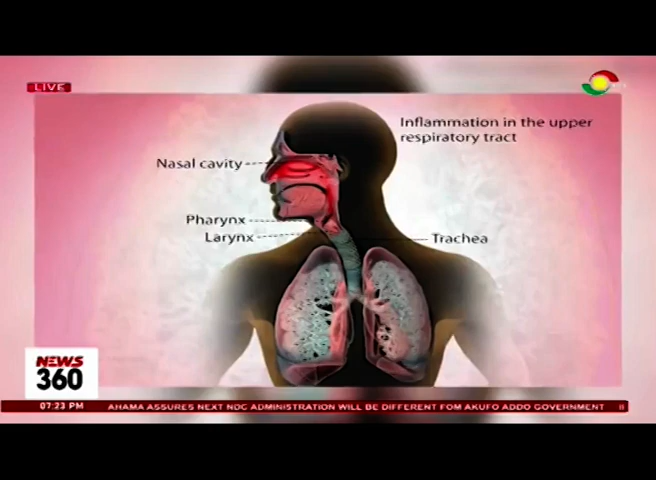 LIVE
Inflammation in the upper
respiratory tract
Nasal cavity
Pharynx
Larynx
Trachea
NEWS
360
07:23 PM
AHAMA ASSURES NEXT NDC ADMINISTRATION WILL BE DIFFERENT FOM AKUFO ADDO GOVERNMENT